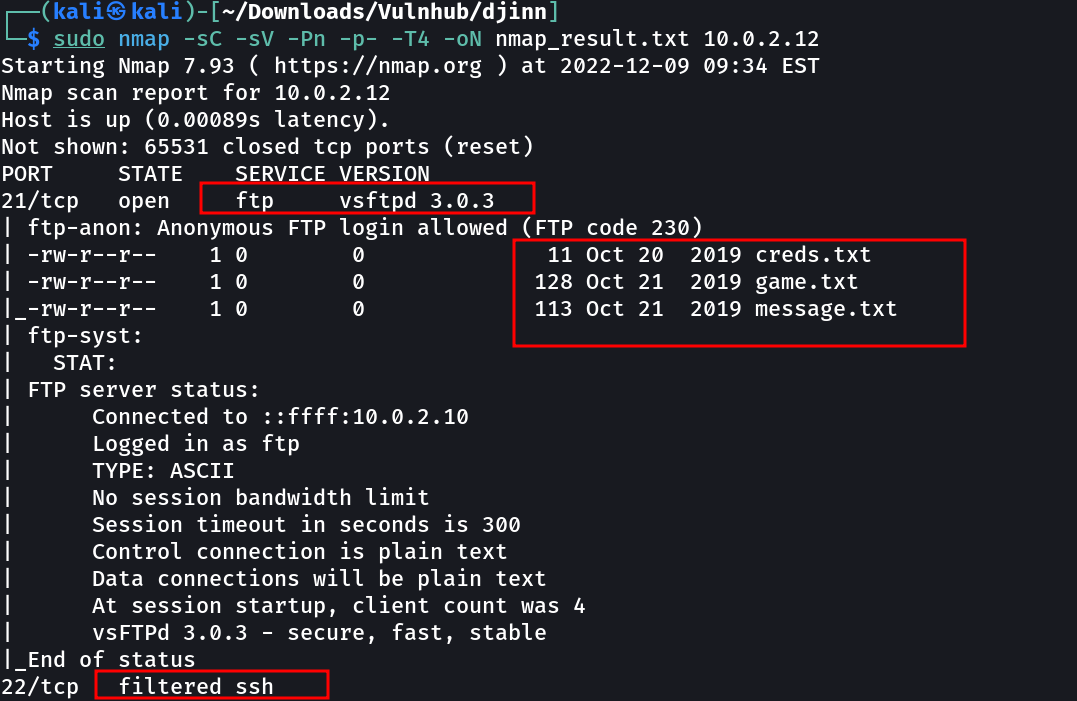 ┌──(kali㉿kali)-[~/Downloads/Vulnhub/djinn]
└─$ sudo nmap -sC -sV -Pn -p- -T4 -oN nmap_result.txt 10.0.2.12
Starting Nmap 7.93 ( https://nmap.org ) at 2022-12-09 09:34 EST
Nmap scan report for 10.0.2.12
Host is up (0.00089s latency).
Not shown: 65531 closed tcp ports (reset)
PORT     STATE    SERVICE VERSION
21/tcp   open     ftp     vsftpd 3.0.3
| ftp-anon: Anonymous FTP login allowed (FTP code 230)
| -rw-r--r--    1 0        0              11 Oct 20  2019 creds.txt
| -rw-r--r--    1 0        0             128 Oct 21  2019 game.txt
|_-rw-r--r--    1 0        0             113 Oct 21  2019 message.txt
| ftp-syst:
|   STAT:
| FTP server status:
|      Connected to ::ffff:10.0.2.10
|      Logged in as ftp
|      TYPE: ASCII
|      No session bandwidth limit
|      Session timeout in seconds is 300
|      Control connection is plain text
|      Data connections will be plain text
|      At session startup, client count was 4
|      vsFTPd 3.0.3 - secure, fast, stable
|_End of status
22/tcp   filtered ssh